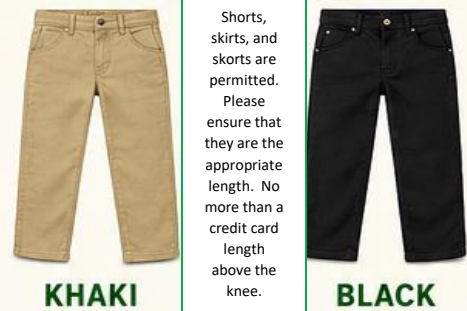 Shorts,
skirts, and
skorts are
permitted.
Please
ensure that
they are the
appropriate
length.  No
more than a
credit card
length
above the
knee.
KHAKI
BLACK